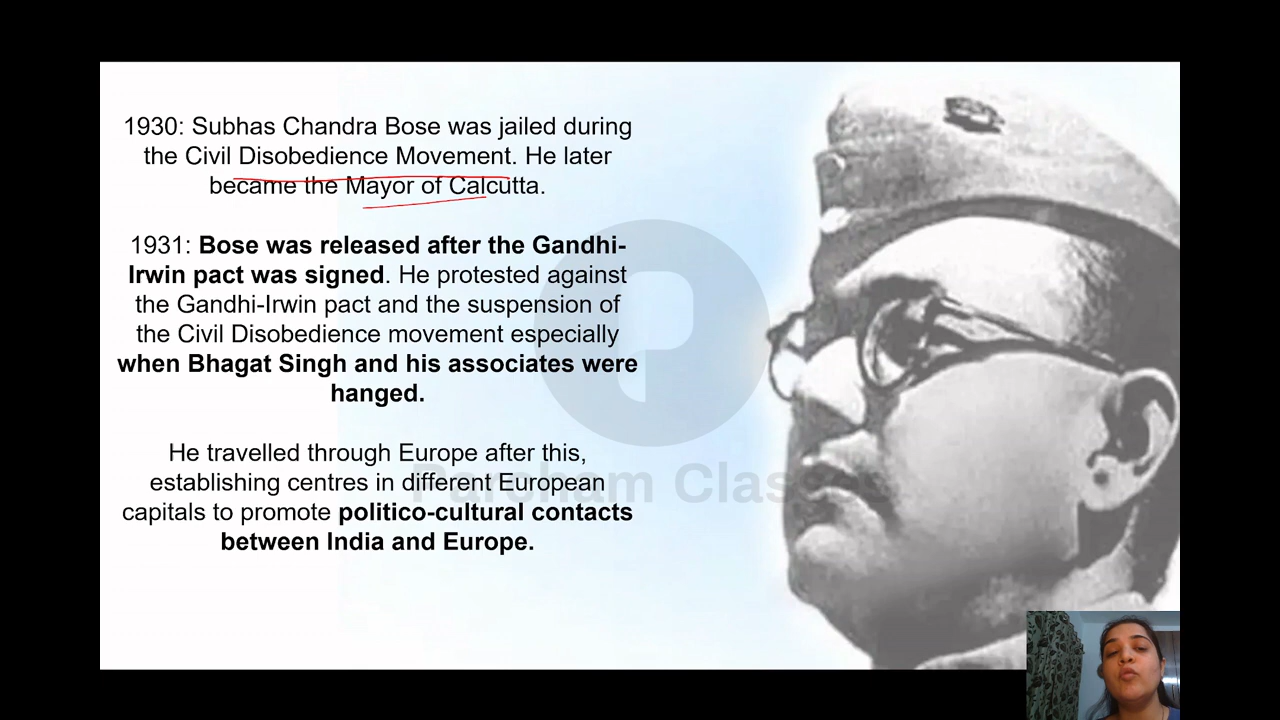 1930: Subhas Chandra Bose was jailed during
the Civil Disobedience Movement. He later
became the Mayor of Calcutta.
1931: Bose was released after the Gandhi-
Irwin pact was signed. He protested against
the Gandhi-Irwin pact and the suspension of
the Civil Disobedience movement especially
when Bhagat Singh and his associates were
hanged.
He travelled through Europe after this,
establishing centres in different European
capitals to promote politico-cultural contacts
between India and Europe.